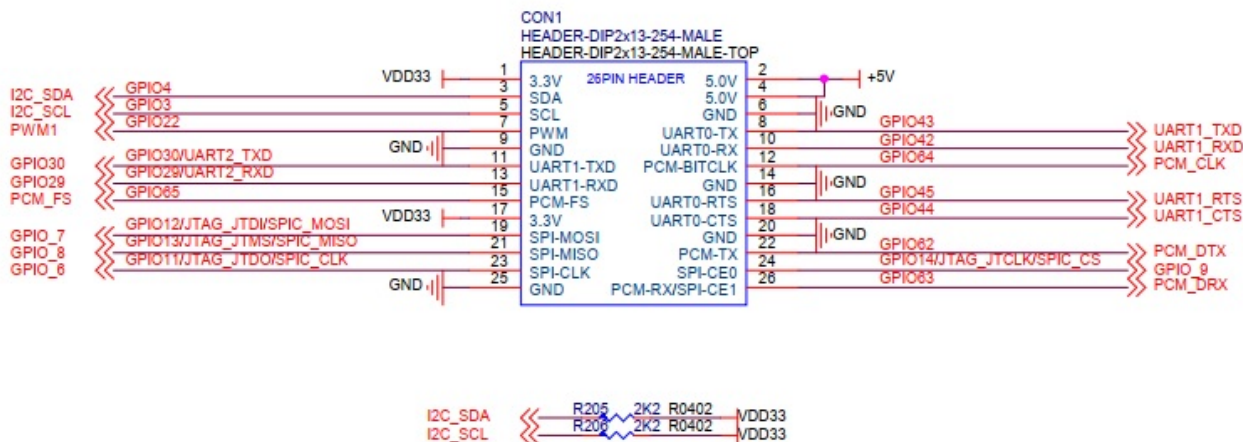 CON1
HEADER-DIP2x13-254-MALE
HEADER-DIP2x13-254-MALE-TOP
26PIN HEADER
VDD33 1 3.3V 5.0V 2 +5V
I2C_SDA GPIO4 3 SDA 5.0V 4
I2C_SCL GPIO3 5 SCL GND 6 GND
PWM1 GPIO22 7 PWM UART0-TX 8 GPIO43 UART1_TXD
GND 9 GND UART0-RX 10 GPIO42 UART1_RXD
GPIO30 GPIO30/UART2_TXD 11 UART1-TXD PCM-BITCLK 12 GPIO64 PCM_CLK
GPIO29 GPIO29/UART2_RXD 13 UART1-RXD GND 14 GND
PCM_FS GPIO65 15 PCM-FS UART0-RTS 16 GPIO45 UART1_RTS
VDD33 17 3.3V UART0-CTS 18 GPIO44 UART1_CTS
GPIO_7 GPIO12/JTAG_JTDI/SPIC_MOSI 19 SPI-MOSI GND 20 GND
GPIO_8 GPIO13/JTAG_JTMS/SPIC_MISO 21 SPI-MISO PCM-TX 22 GPIO62 PCM_DTX
GPIO_6 GPIO11/JTAG_JTDO/SPIC_CLK 23 SPI-CLK SPI-CE0 24 GPIO14/JTAG_JTCLK/SPIC_CS GPIO_9
GND 25 GND PCM-RX/SPI-CE1 26 GPIO63 PCM_DRX
I2C_SDA R205 2K2 R0402 VDD33
I2C_SCL R206 2K2 R0402 VDD33